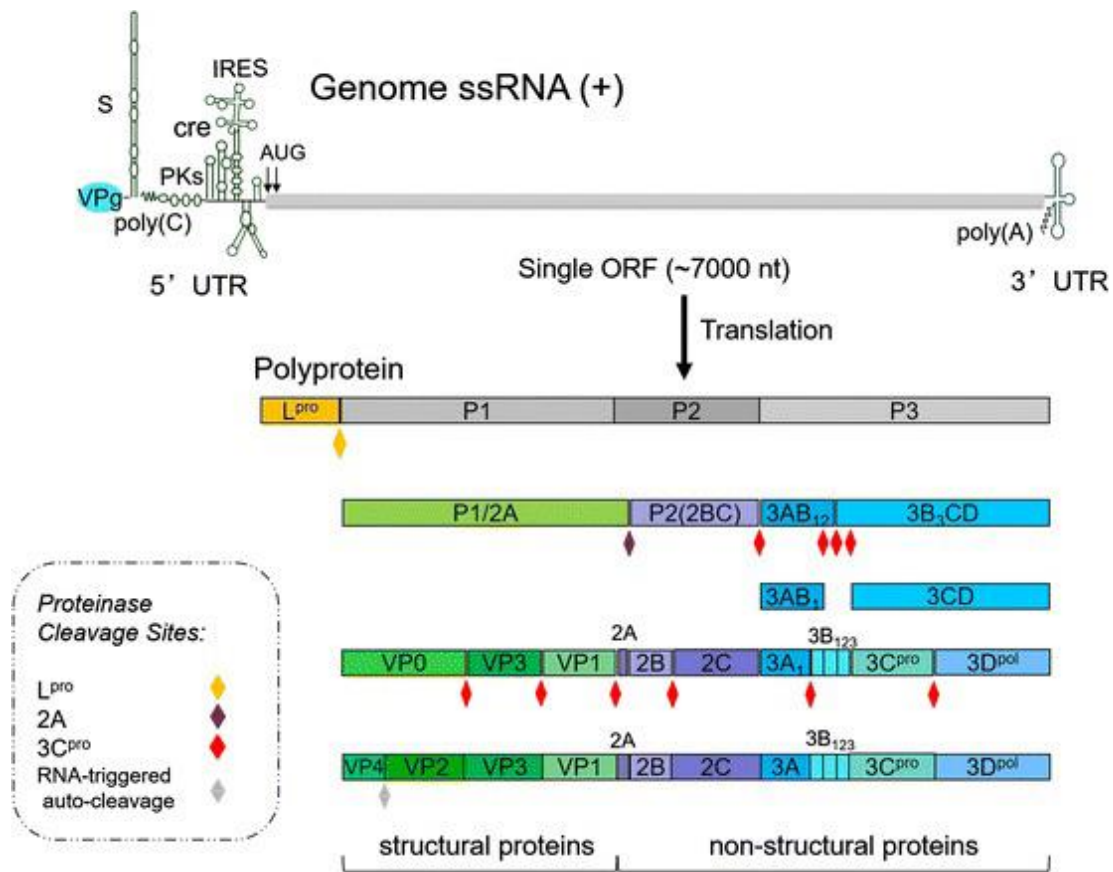 IRES
Genome ssRNA (+)
S
cre
AUG
PKs
VPg
poly(C)
poly(A)
5’ UTR
Single ORF (~7000 nt)
3’ UTR
Translation
Polyprotein
Lpro P1 P2 P3
P1/2A P2(2BC) 3AB12 3B3CD
3AB1 3CD
2A 3B123
VP0 VP3 VP1 2B 2C 3A1 3Cpro 3Dpol
2A 3B123
VP4 VP2 VP3 VP1 2B 2C 3A 3Cpro 3Dpol
structural proteins non-structural proteins
Proteinase
Cleavage Sites:
Lpro
2A
3Cpro
RNA-triggered
auto-cleavage